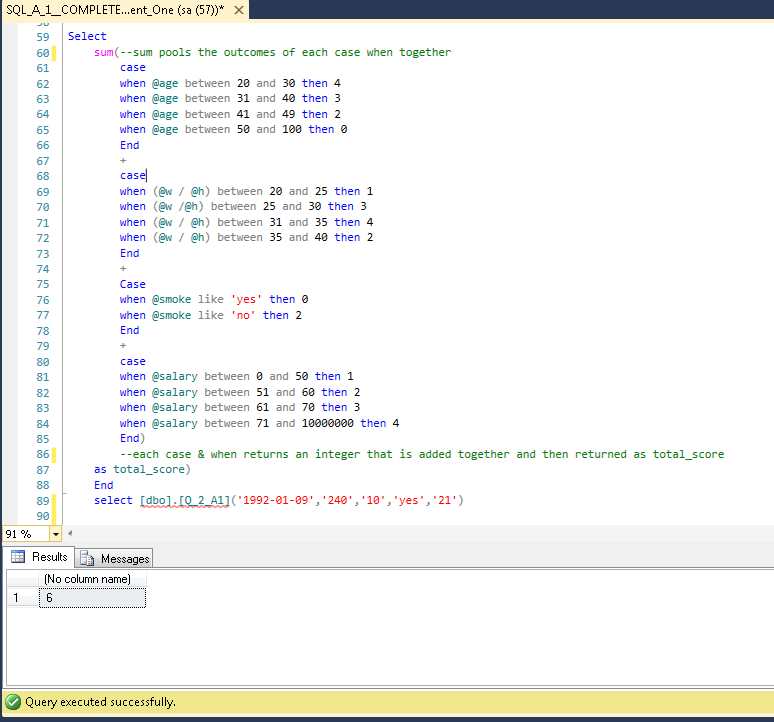 SQL_A_1__COMPLETE...ent_One (sa (57))* ✕
59 Select
60 sum(--sum pools the outcomes of each case when together
61 case
62 when @age between 20 and 30 then 4
63 when @age between 31 and 40 then 3
64 when @age between 41 and 49 then 2
65 when @age between 50 and 100 then 0
66 End
67 +
68 case
69 when (@w / @h) between 20 and 25 then 1
70 when (@w /@h) between 25 and 30 then 3
71 when (@w / @h) between 31 and 35 then 4
72 when (@w / @h) between 35 and 40 then 2
73 End
74 +
75 Case
76 when @smoke like 'yes' then 0
77 when @smoke like 'no' then 2
78 End
79 +
80 case
81 when @salary between 0 and 50 then 1
82 when @salary between 51 and 60 then 2
83 when @salary between 61 and 70 then 3
84 when @salary between 71 and 10000000 then 4
85 End)
86 --each case & when returns an integer that is added together and then returned as total_score
87 as total_score)
88 End
89 select [dbo].[Q_2_A1]('1992-01-09','240','10','yes','21')
90
91 %
Results Messages
(No column name)
1 6
Query executed successfully.